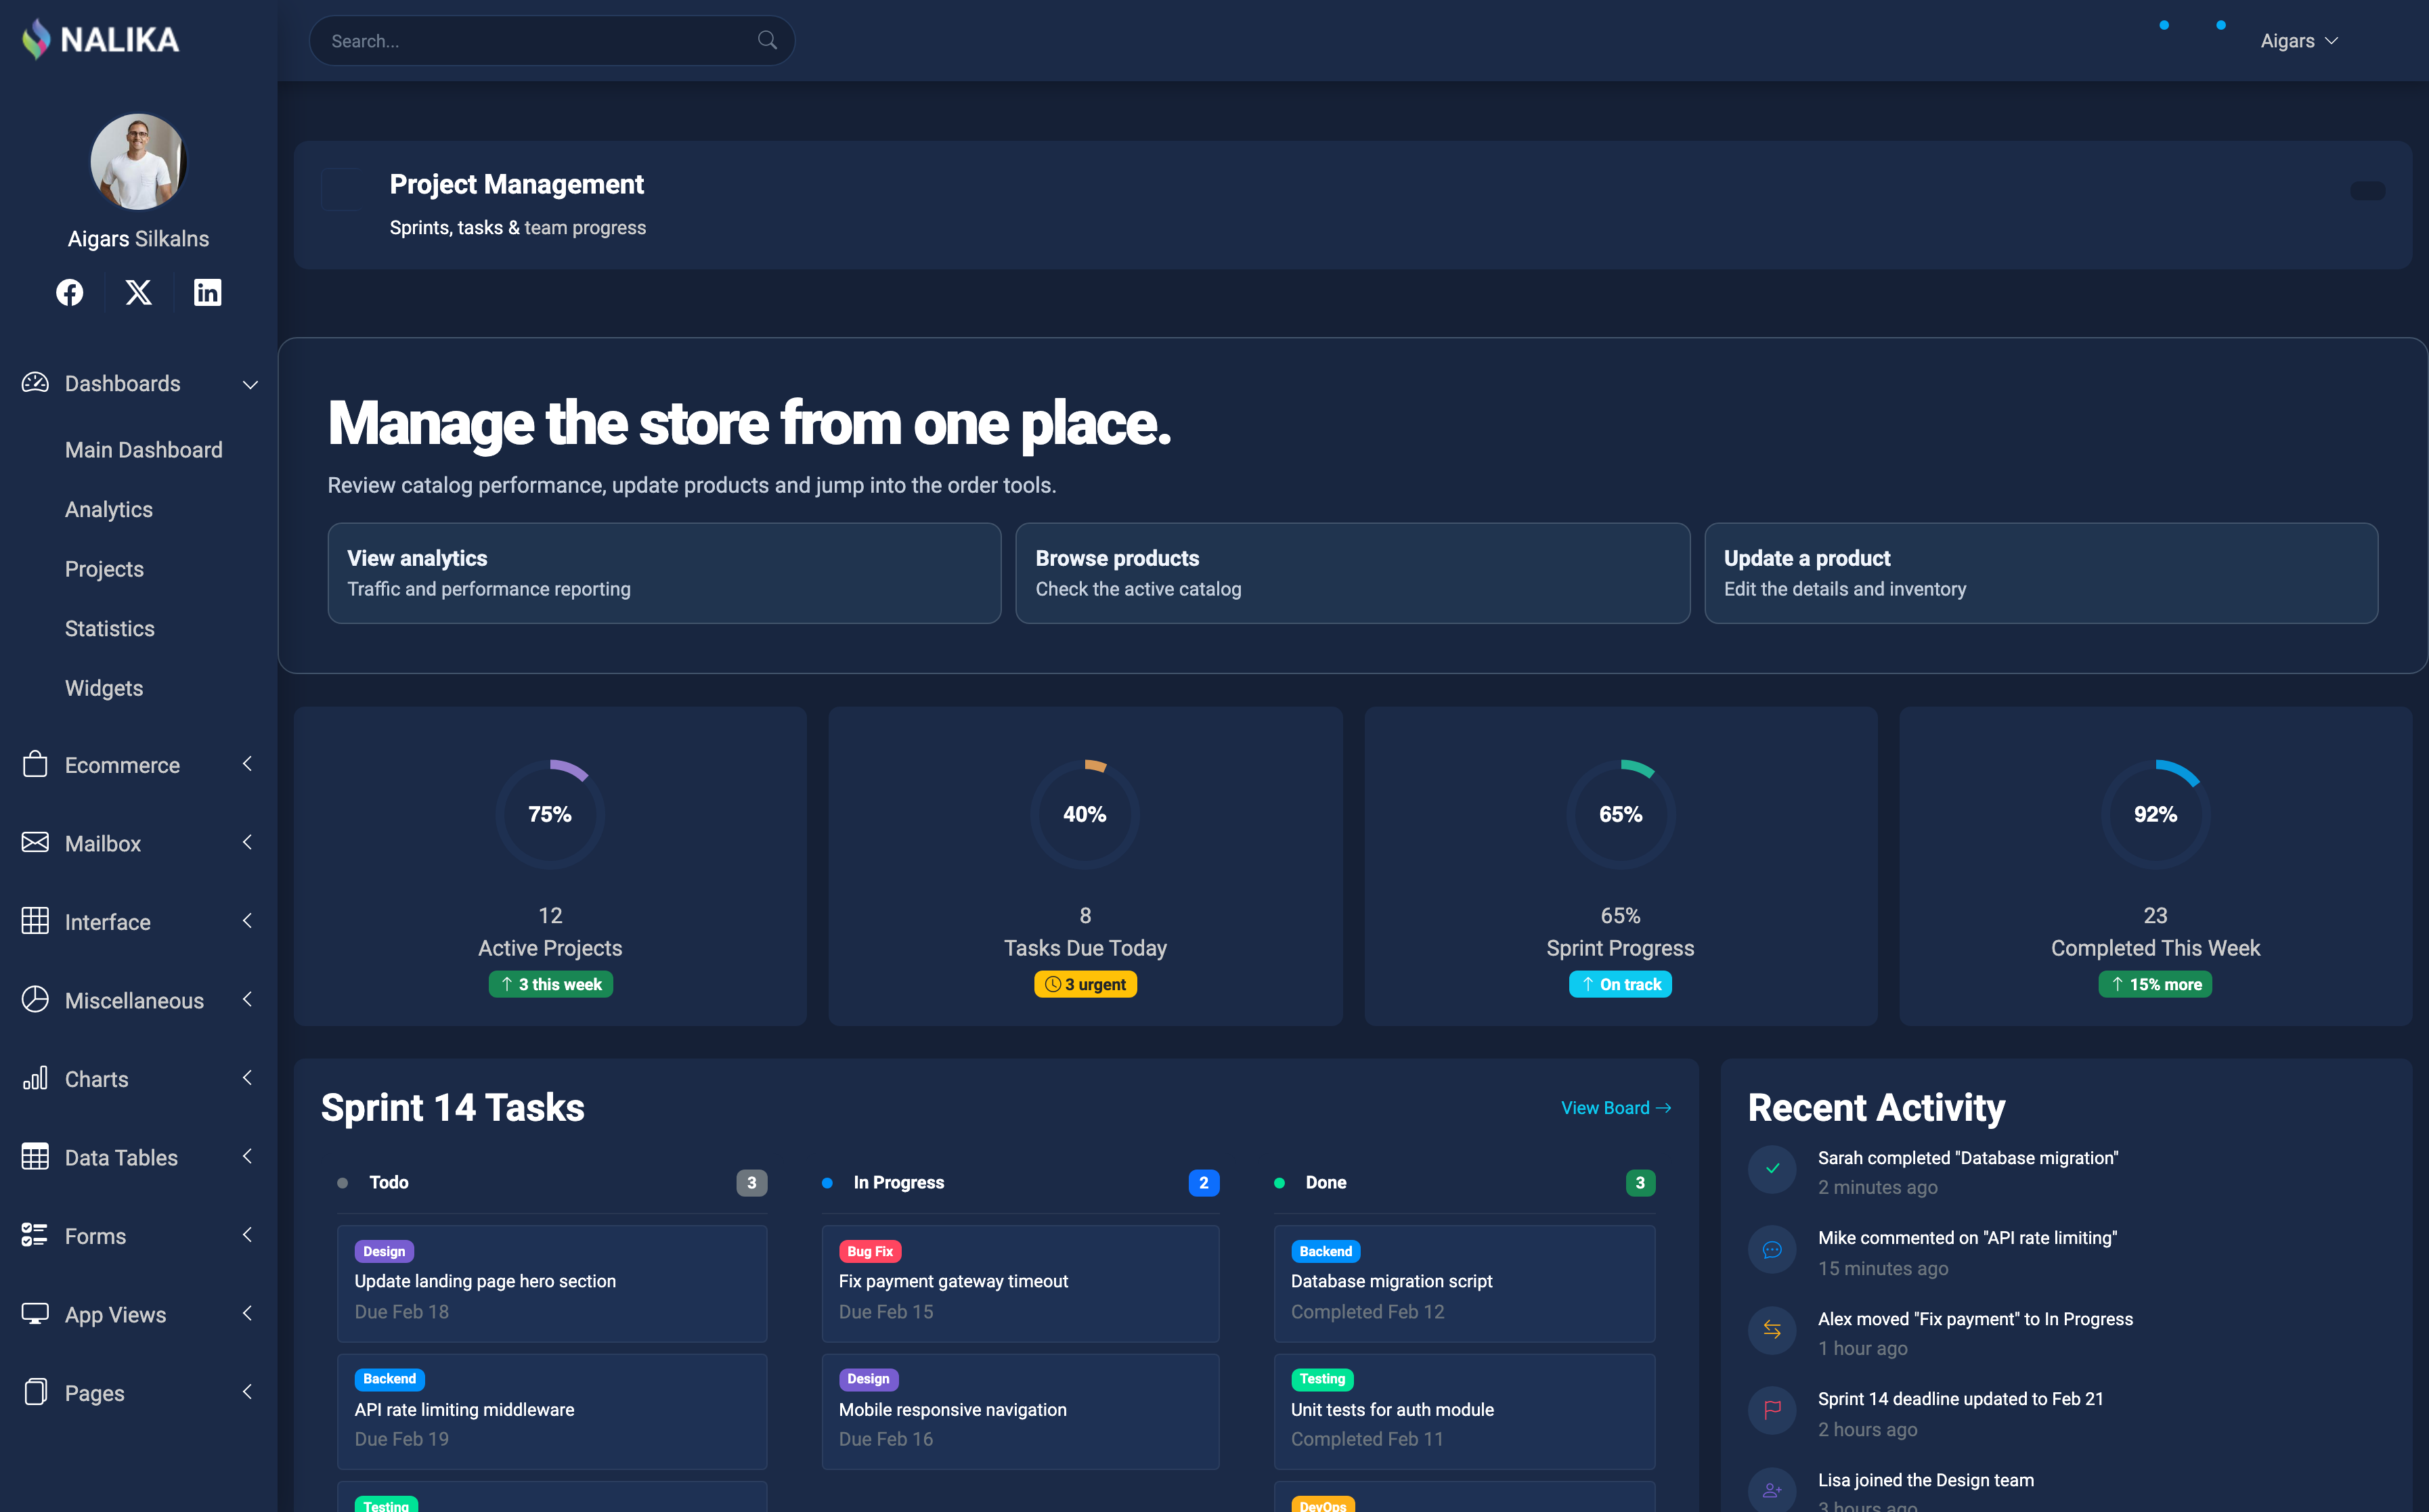 NALIKA
Search...
Aigars
Aigars Silkalns
Dashboards
Main Dashboard
Analytics
Projects
Statistics
Widgets
Ecommerce
Mailbox
Interface
Miscellaneous
Charts
Data Tables
Forms
App Views
Pages
Project Management
Sprints, tasks & team progress
Manage the store from one place.
Review catalog performance, update products and jump into the order tools.
View analytics
Traffic and performance reporting
Browse products
Check the active catalog
Update a product
Edit the details and inventory
75%
12
Active Projects
↑ 3 this week
40%
8
Tasks Due Today
3 urgent
65%
65%
Sprint Progress
↑ On track
92%
23
Completed This Week
↑ 15% more
Sprint 14 Tasks
View Board →
Todo 3
Design
Update landing page hero section
Due Feb 18
Backend
API rate limiting middleware
Due Feb 19
Testing
In Progress 2
Bug Fix
Fix payment gateway timeout
Due Feb 15
Design
Mobile responsive navigation
Due Feb 16
Done 3
Backend
Database migration script
Completed Feb 12
Testing
Unit tests for auth module
Completed Feb 11
DevOps
Recent Activity
Sarah completed "Database migration"
2 minutes ago
Mike commented on "API rate limiting"
15 minutes ago
Alex moved "Fix payment" to In Progress
1 hour ago
Sprint 14 deadline updated to Feb 21
2 hours ago
Lisa joined the Design team
3 hours ago